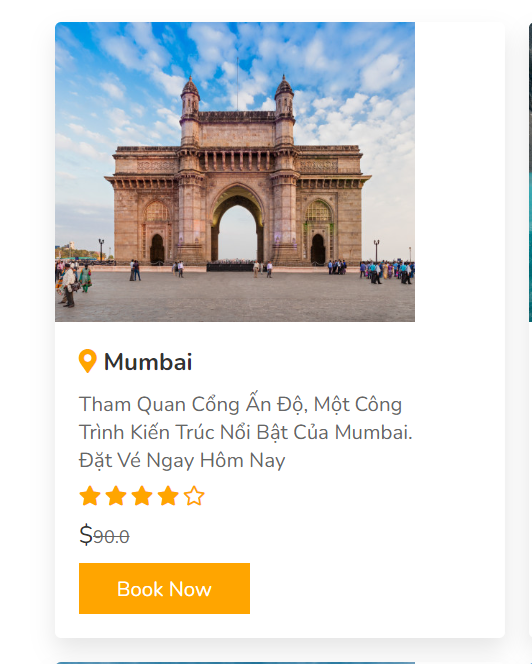 Mumbai
Tham Quan Cổng Ấn Độ, Một Công
Trình Kiến Trúc Nổi Bật Của Mumbai.
Đặt Vé Ngay Hôm Nay
$90.0
Book Now